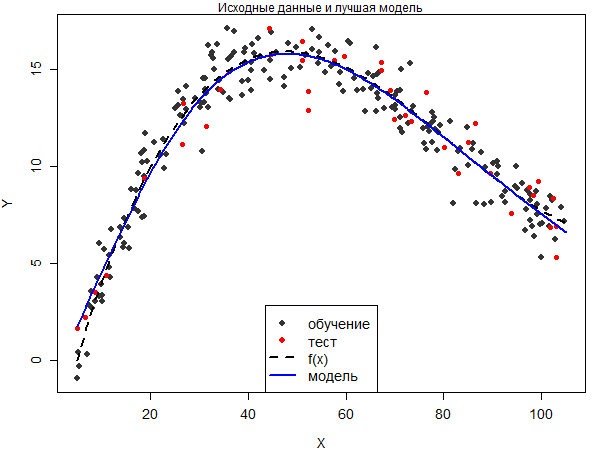 Исходные данные и лучшая модель
Y
15
10
5
0
обучение
тест
f(x)
модель
20
40
60
80
100
X